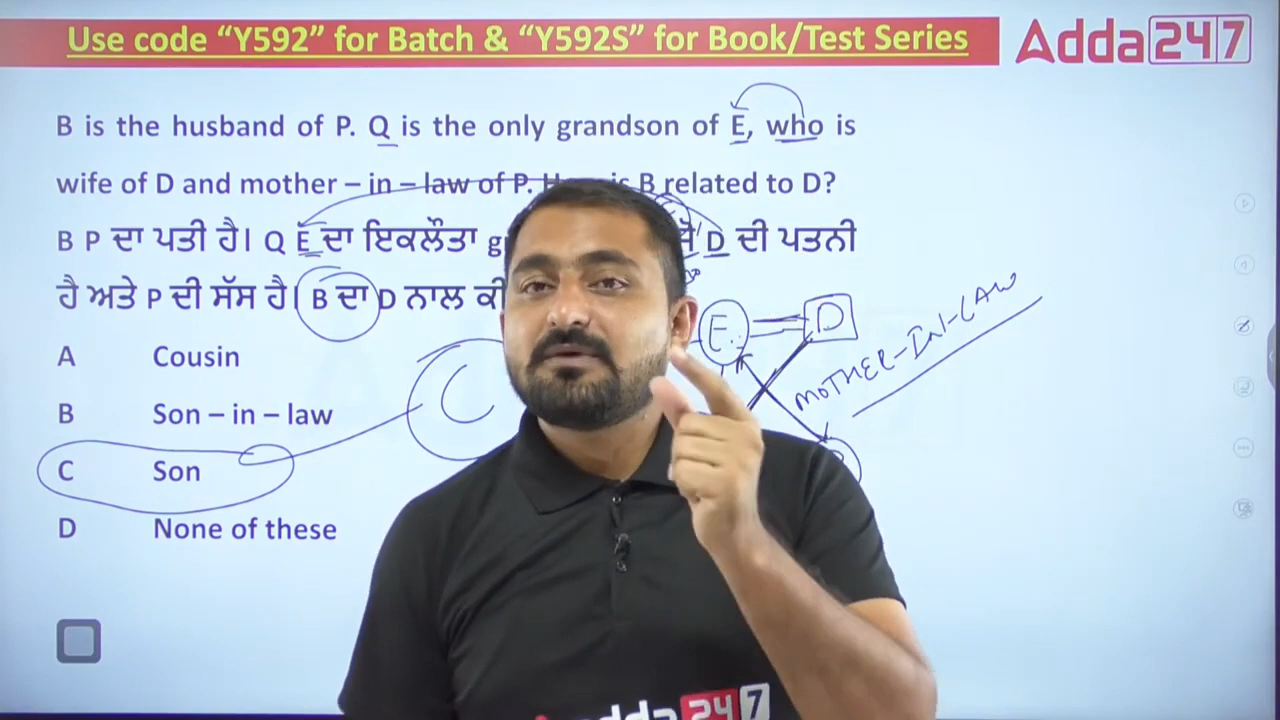 Use code “Y592” for Batch & “Y592S” for Book/Test Series
Adda247
B is the husband of P. Q is the only grandson of E, who is
wife of D and mother – in – law of P. is B related to D?
B P ਦਾ ਪਤੀ ਹੈ। Q E ਦਾ ਇਕਲੌਤਾ D ਦੀ ਪਤਨੀ
ਹੈ ਅਤੇ P ਦੀ ਸੱਸ ਹੈ। B ਦਾ D ਨਾਲ
E D
MOTHER-IN-LAW
A Cousin
B Son – in – law
C Son
D None of these
C
Adda247